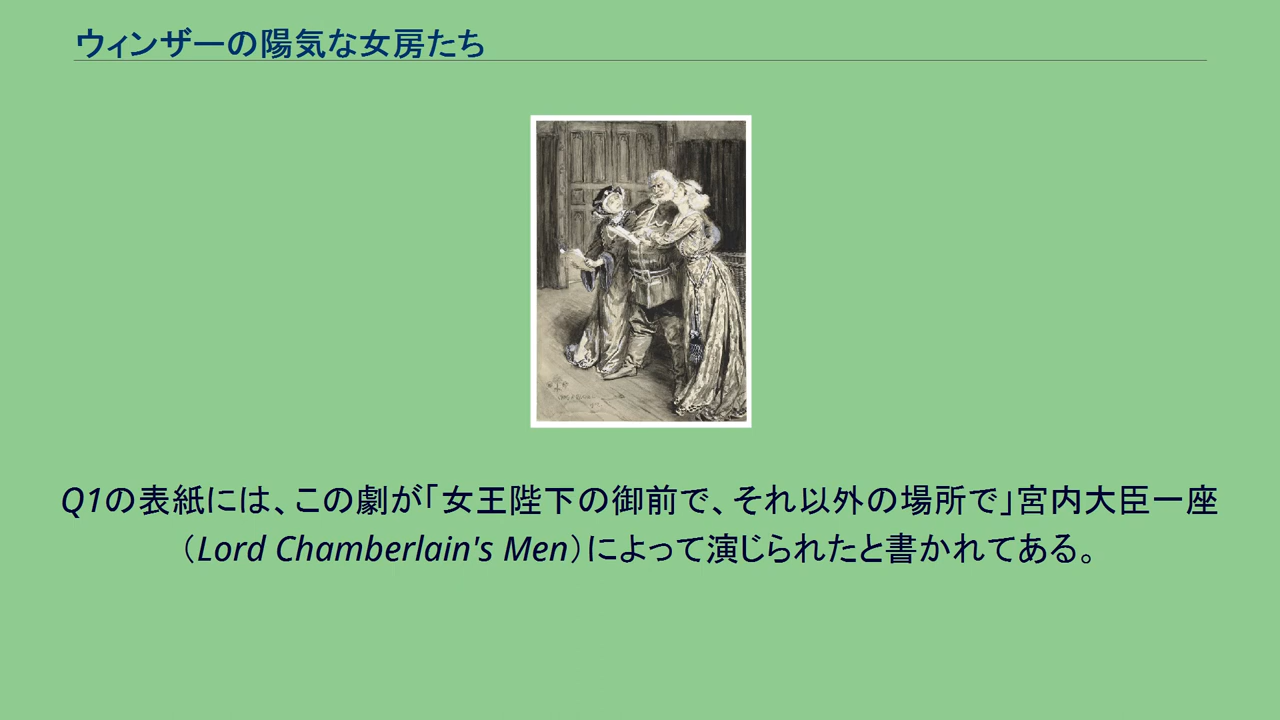 ウィンザーの陽気な女房たち
Q1の表紙には、この劇が「女王陛下の御前で、それ以外の場所で」宮内大臣一座
（Lord Chamberlain's Men）によって演じられたと書かれてある。